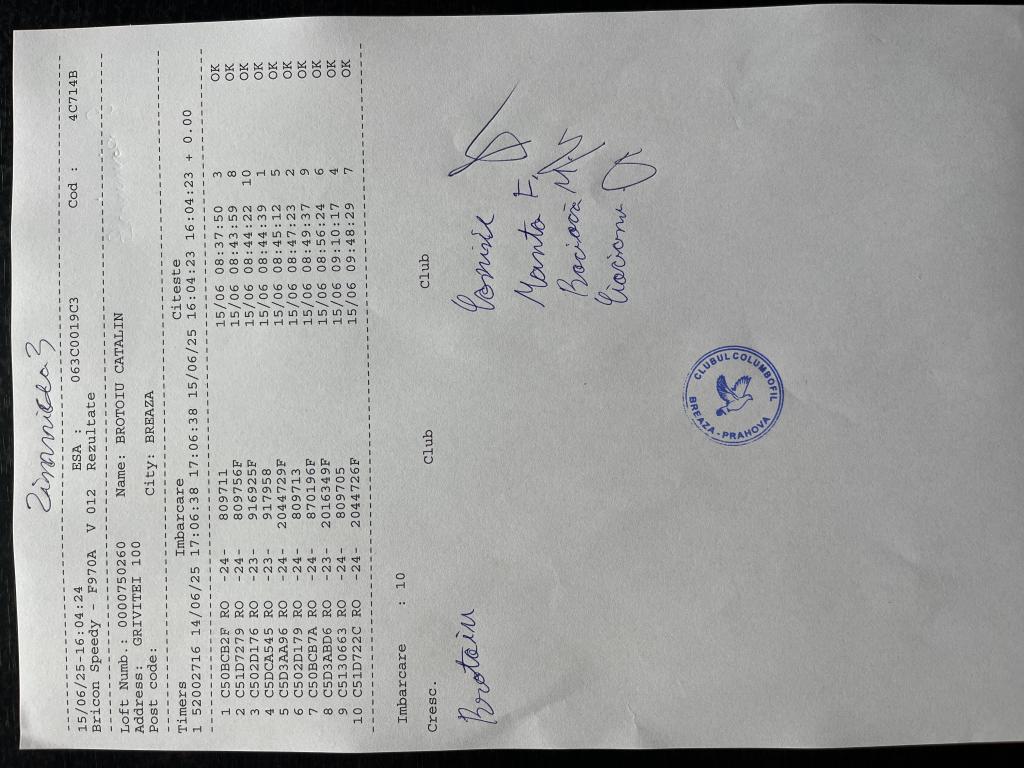 Zimnicea 3
15/06/25-16:04:24 ESA : 063C0019C3 Cod : 4C714B
Bricon Speedy - F970A V 012 Rezultate
Loft Numb.: 0000750260 Name: BROTOIU CATALIN
Address: GRIVITEI 100
Post code: City: BREAZA
Timers Imbarcare Citeste
1 52002716 14/06/25 17:06:38 17:06:38 15/06/25 16:04:23 16:04:23 + 0.00
1 C50BCB2F RO -24- 809711 15/06 08:37:50 3 OK
2 C51D7279 RO -24- 809756F 15/06 08:43:59 8 OK
3 C502D176 RO -23- 916925F 15/06 08:44:22 10 OK
4 C5DCA545 RO -23- 917958 15/06 08:44:39 1 OK
5 C5D3AA96 RO -24- 2044729F 15/06 08:45:12 5 OK
6 C502D179 RO -24- 809713 15/06 08:47:23 2 OK
7 C50BCB7A RO -24- 870196F 15/06 08:49:37 9 OK
8 C5D3ABD6 RO -23- 2016349F 15/06 08:56:24 6 OK
9 C5130663 RO -24- 809705 15/06 09:10:17 4 OK
10 C51D722C RO -24- 2044726F 15/06 09:48:29 7 OK
Imbarcare : 10
Cresc. Club Club
Brotoiu
Manta F.
CLUBUL COLUMBOFIL
BREAZA-PRAHOVA